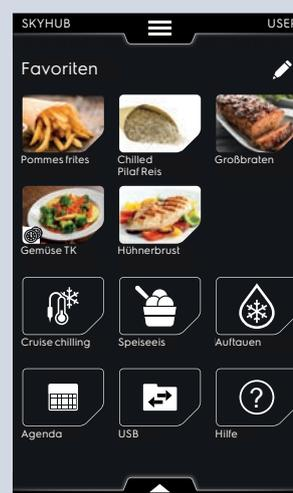 SKYHUB USER
Favoriten
Pommes frites Chilled Großbraten
Pilaf Reis
Gemüse TK Hühnerbrust
Cruise chilling Speiseeis Auftauen
Agenda USB Hilfe